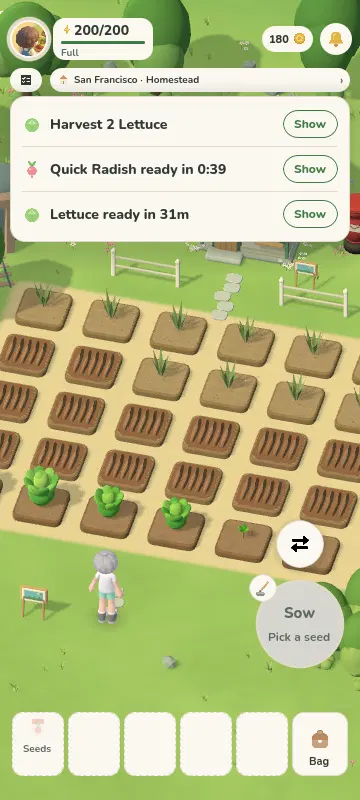 200/200
Full
180
San Francisco · Homestead
Harvest 2 Lettuce
Show
Quick Radish ready in 0:39
Show
Lettuce ready in 31m
Show
Sow
Pick a seed
Seeds
Bag